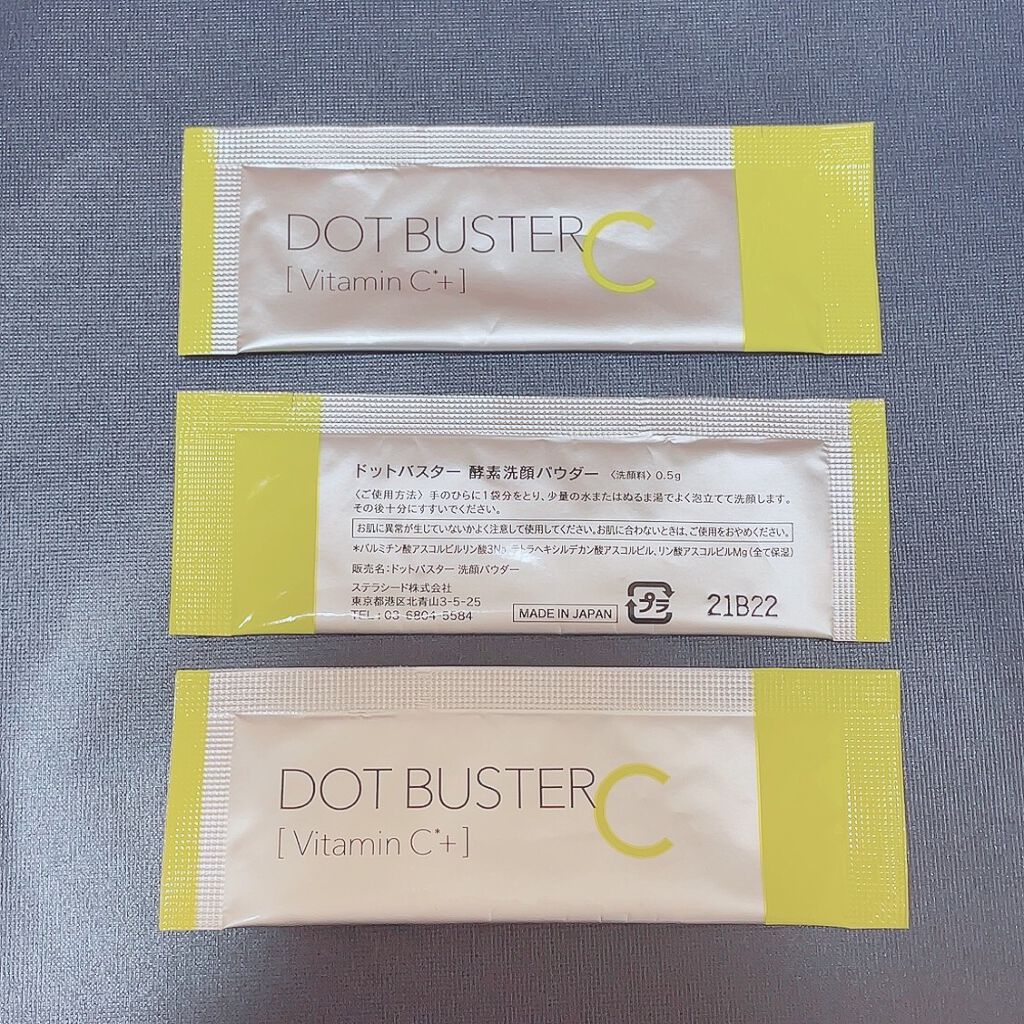 DOT BUSTER C
[ Vitamin C*+ ]
ドットバスター 酵素洗顔パウダー 〈洗顔料〉 0.5g
〈ご使用方法〉手のひらに1袋分をとり、少量の水またはぬるま湯でよく泡立てて洗顔します。
その後十分にすすいでください。
お肌に異常が生じていないかよく注意して使用してください。お肌に合わないときは、ご使用をおやめください。
*パルミチン酸アスコルビルリン酸3Na、テトラヘキシルデカン酸アスコルビル、リン酸アスコルビルMg（全て保湿）
販売名：ドットバスター 洗顔パウダー
ステラシード株式会社
東京都港区北青山3-5-25
TEL：03-6804-5584
MADE IN JAPAN
プラ
21B22
DOT BUSTER C
[ Vitamin C*+ ]